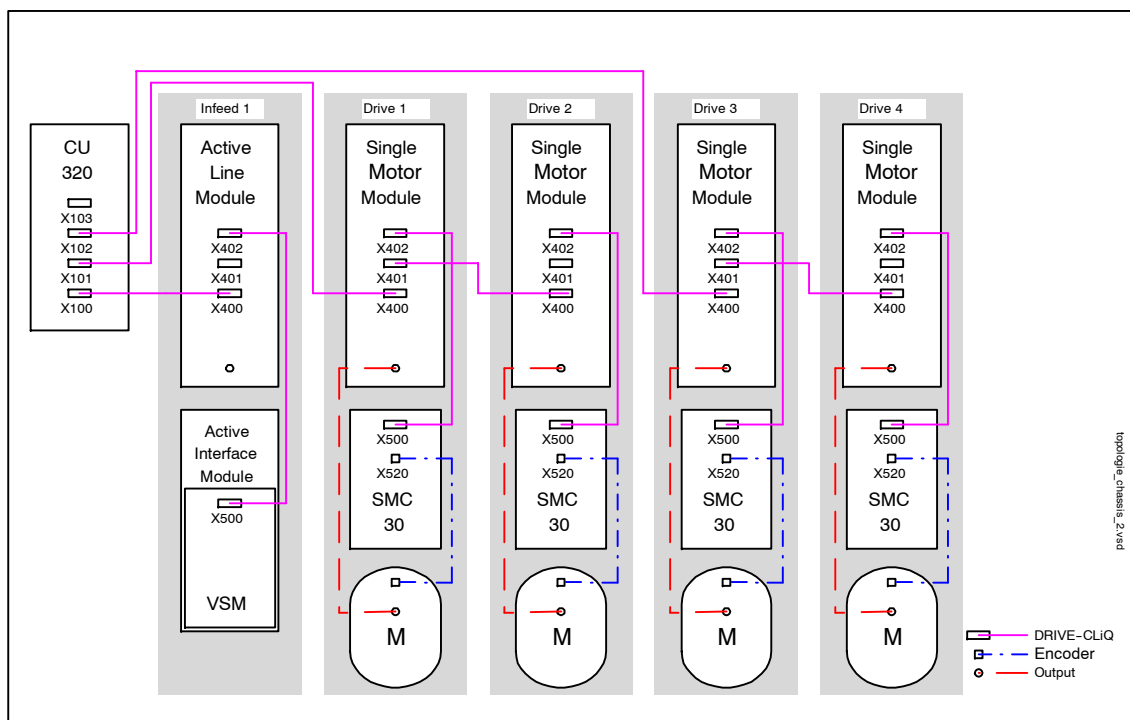 Infeed 1
Drive 1
Drive 2
Drive 3
Drive 4
CU
320
X103
X102
X101
X100
Active
Line
Module
X402
X401
X400
Active
Interface
Module
X500
VSM
Single
Motor
Module
X402
X401
X400
X500
X520
SMC
30
M
Single
Motor
Module
X402
X401
X400
X500
X520
SMC
30
M
Single
Motor
Module
X402
X401
X400
X500
X520
SMC
30
M
Single
Motor
Module
X402
X401
X400
X500
X520
SMC
30
M
topologie_chassis_2.vsd
DRIVE-CLiQ
Encoder
Output